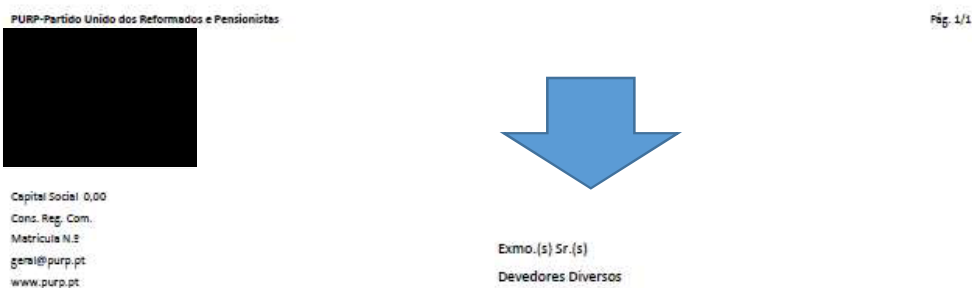 PURP-Partido Unido dos Reformados e Pensionistas
Pág. 1/1
Capital Social 0,00
Cons. Reg. Com.
Matricula N.º
geral@purp.pt
www.purp.pt
Exmo.(s) Sr.(s)
Devedores Diversos